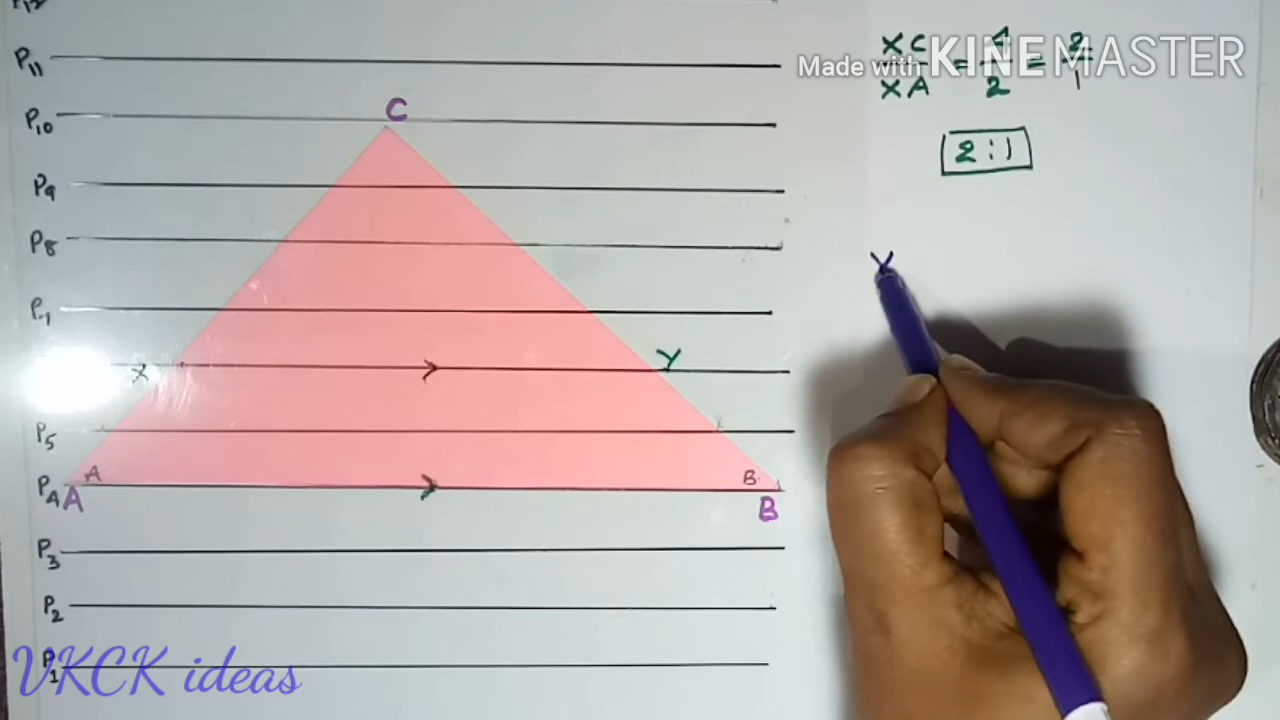 P12
P11
P10
P9
P8
P7
X
P5
P4
P3
P2
P1
C
Y
A
A
B
B
XC/XA = 4/2 = 2/1
2:1
Y
Made with KINEMASTER
VKCK ideas